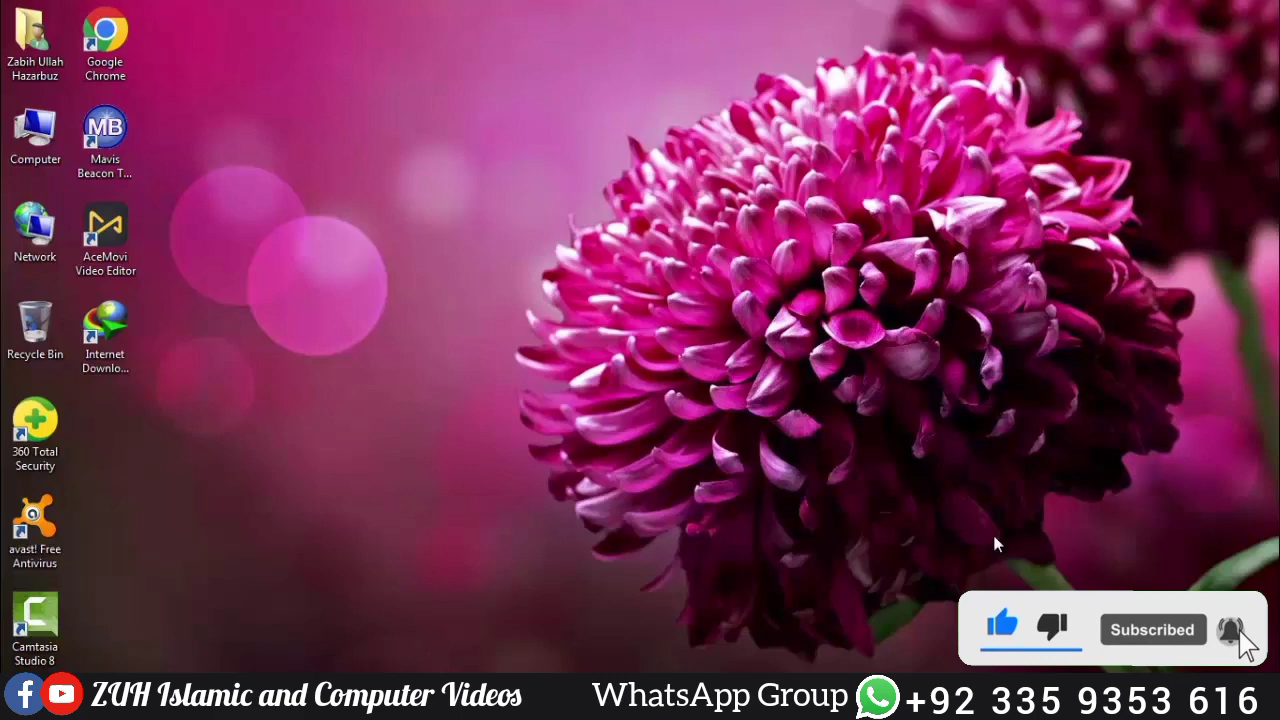 Zabih Ullah
Hazarbuz
Google
Chrome
Computer
MB
Mavis
Beacon T...
Network
AceMovi
Video Editor
Recycle Bin
Internet
Downlo...
360 Total
Security
avast! Free
Antivirus
Camtasia
Studio 8
Subscribed
ZUH Islamic and Computer Videos
WhatsApp Group +92 335 9353 616